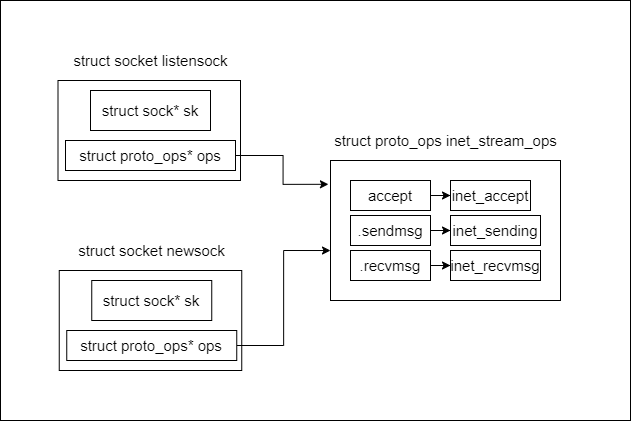 struct socket listensock
struct sock* sk
struct proto_ops* ops
struct proto_ops inet_stream_ops
accept
inet_accept
.sendmsg
inet_sending
.recvmsg
inet_recvmsg
struct socket newsock
struct sock* sk
struct proto_ops* ops